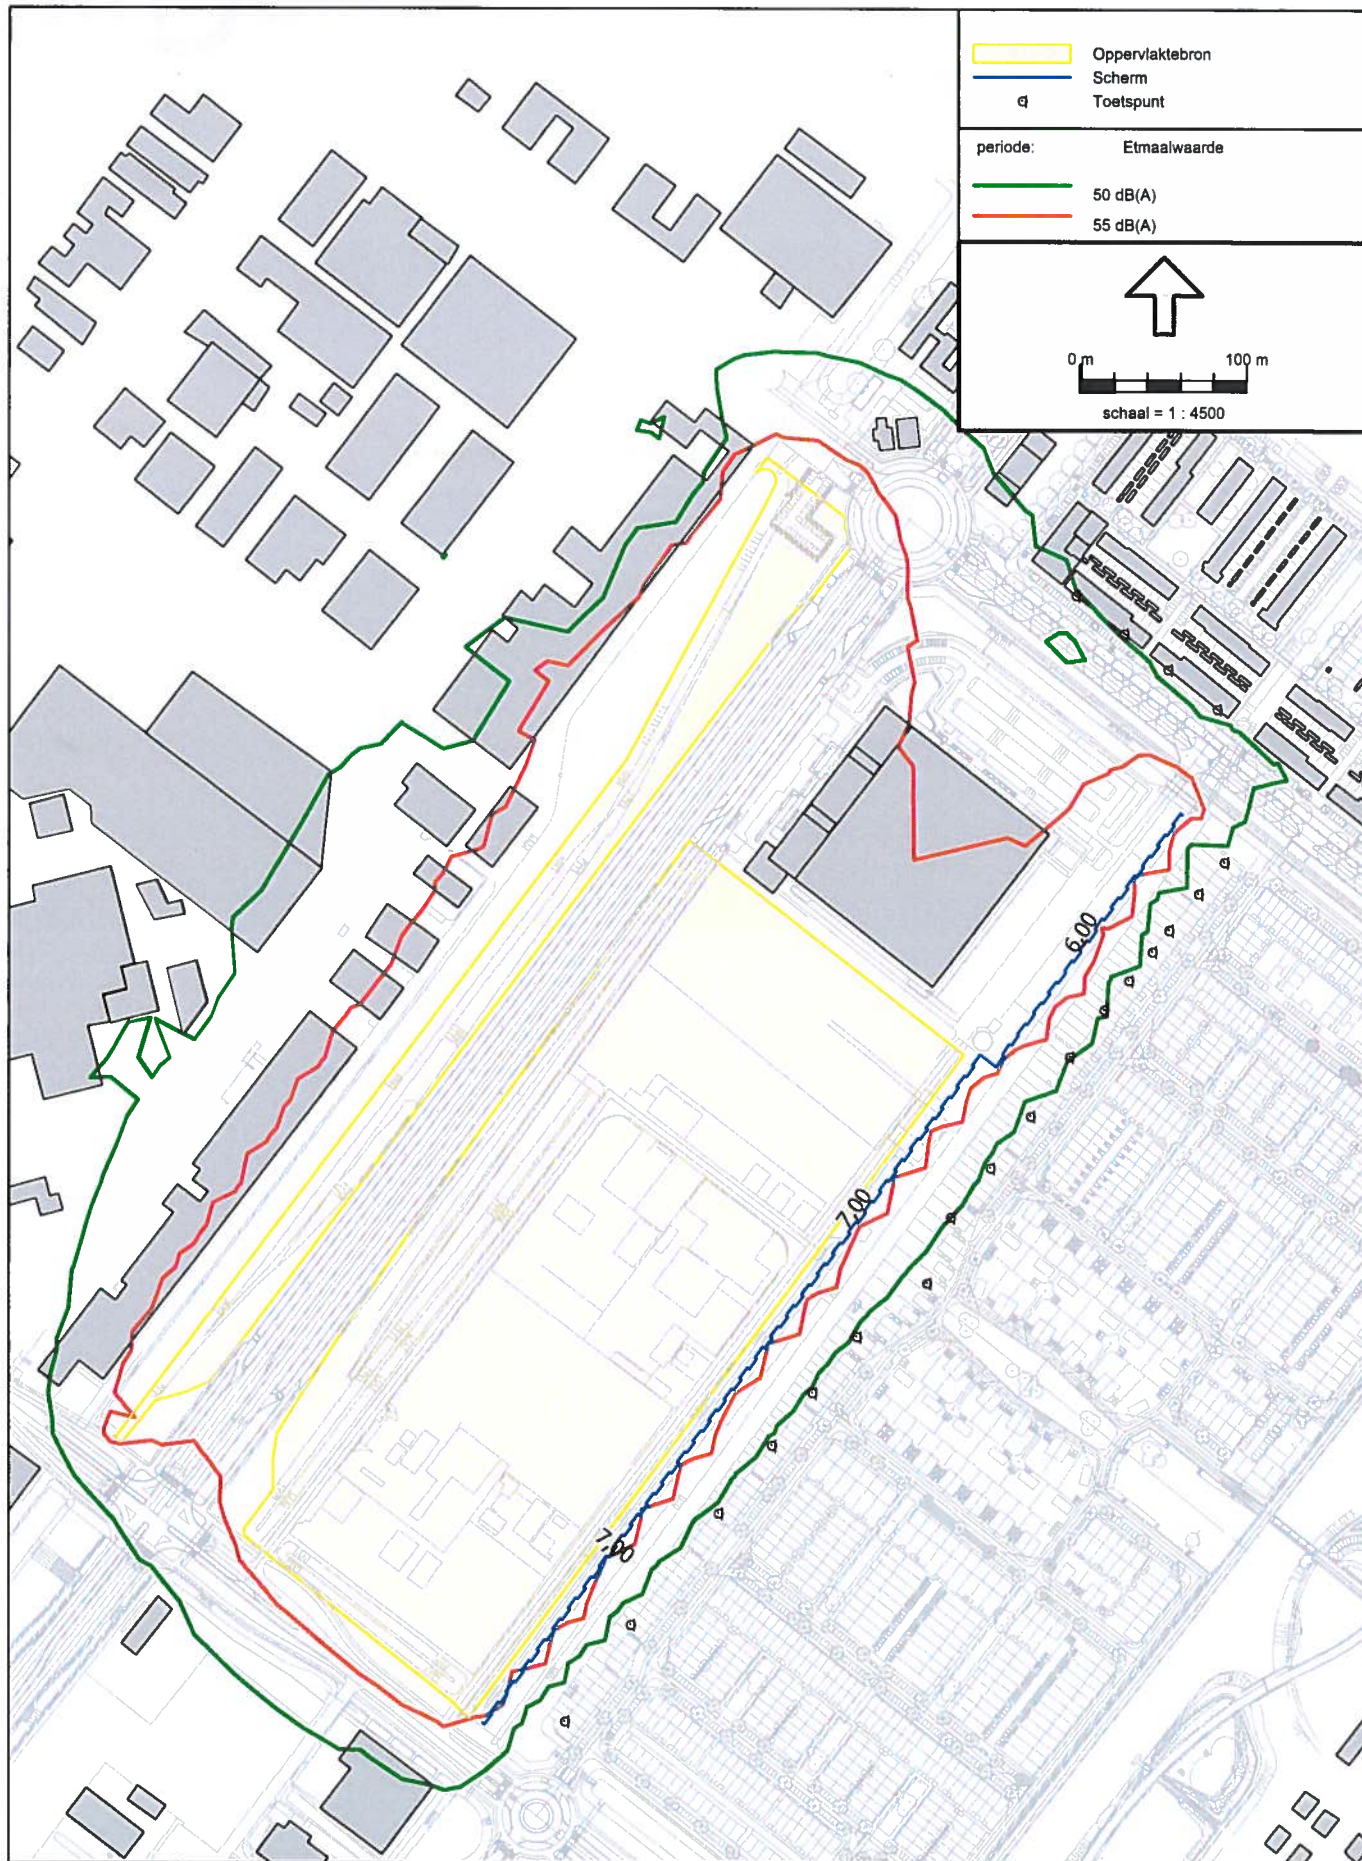 Oppervlaktebron
Scherm
Toetspunt
periode: Etmaalwaarde
50 dB(A)
55 dB(A)
0 m 100 m
schaal = 1 : 4500
6,00
7,00
7,00